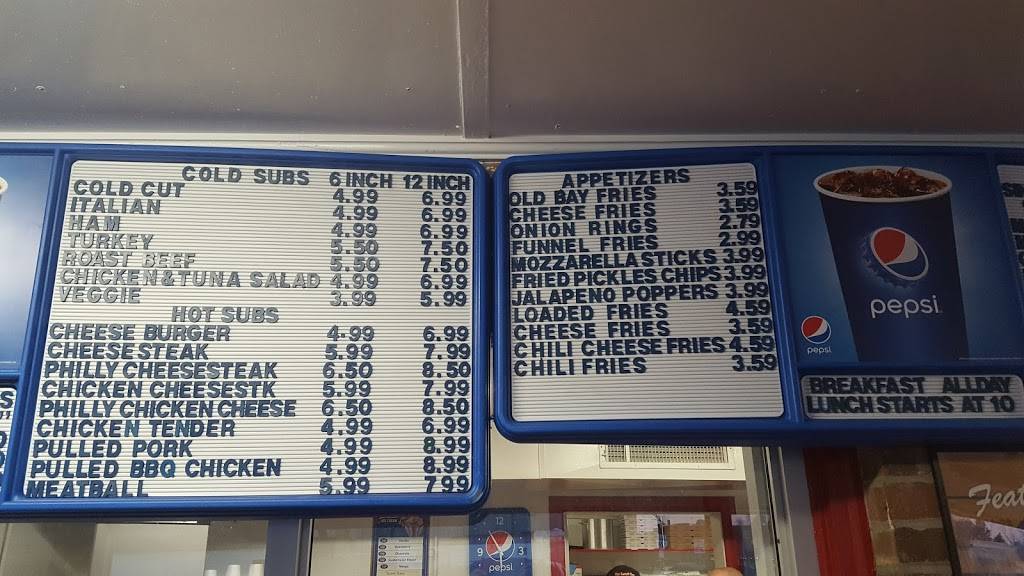 COLD SUBS 6 INCH 12 INCH
COLD CUT 4.99 6.99
ITALIAN 4.99 6.99
HAM 4.99 6.99
TURKEY 5.50 7.50
ROAST BEEF 5.50 7.50
CHICKEN & TUNA SALAD 4.99 6.99
VEGGIE 3.99 5.99
HOT SUBS
CHEESE BURGER 4.99 6.99
CHEESE STEAK 5.99 7.99
PHILLY CHEESESTEAK 6.50 8.50
CHICKEN CHEESESTK 5.99 7.99
PHILLY CHICKEN CHEESE 6.50 8.50
CHICKEN TENDER 4.99 6.99
PULLED PORK 4.99 8.99
PULLED BBQ CHICKEN 4.99 8.99
MEATBALL 5.99 7.99
APPETIZERS
OLD BAY FRIES 3.59
CHEESE FRIES 3.59
ONION RINGS 2.79
FUNNEL FRIES 2.99
MOZZARELLA STICKS 3.99
FRIED PICKLES CHIPS 3.99
JALAPENO POPPERS 3.99
LOADED FRIES 4.59
CHEESE FRIES 3.59
CHILI CHEESE FRIES 4.59
CHILI FRIES 3.59
pepsi
pepsi
BREAKFAST ALLDAY
LUNCH STARTS AT 10
12
9 3
pepsi